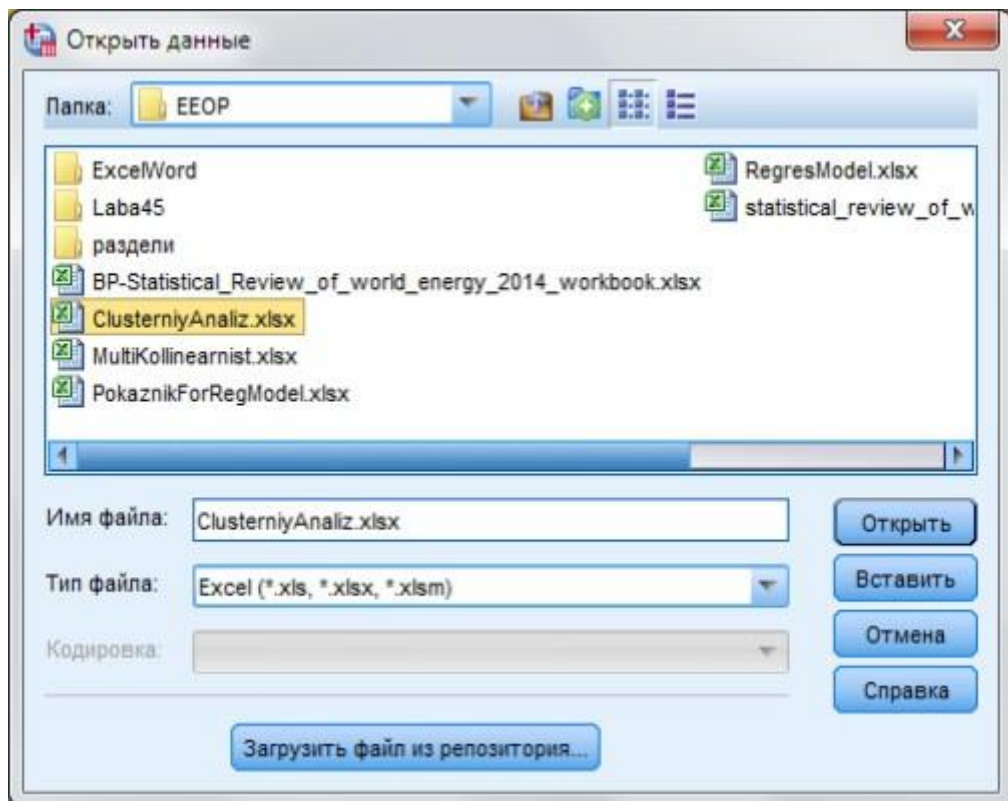 Открыть данные
Папка: EEOP
ExcelWord
Laba45
раздели
BP-Statistical_Review_of_world_energy_2014_workbook.xlsx
ClusterniyAnaliz.xlsx
MultiKollinearnist.xlsx
PokaznikForRegModel.xlsx
RegresModel.xlsx
statistical_review_of_w
Имя файла: ClusterniyAnaliz.xlsx
Открыть
Тип файла: Excel (*.xls, *.xlsx, *.xlsm)
Вставить
Кодировка:
Отмена
Справка
Загрузить файл из репозитория...